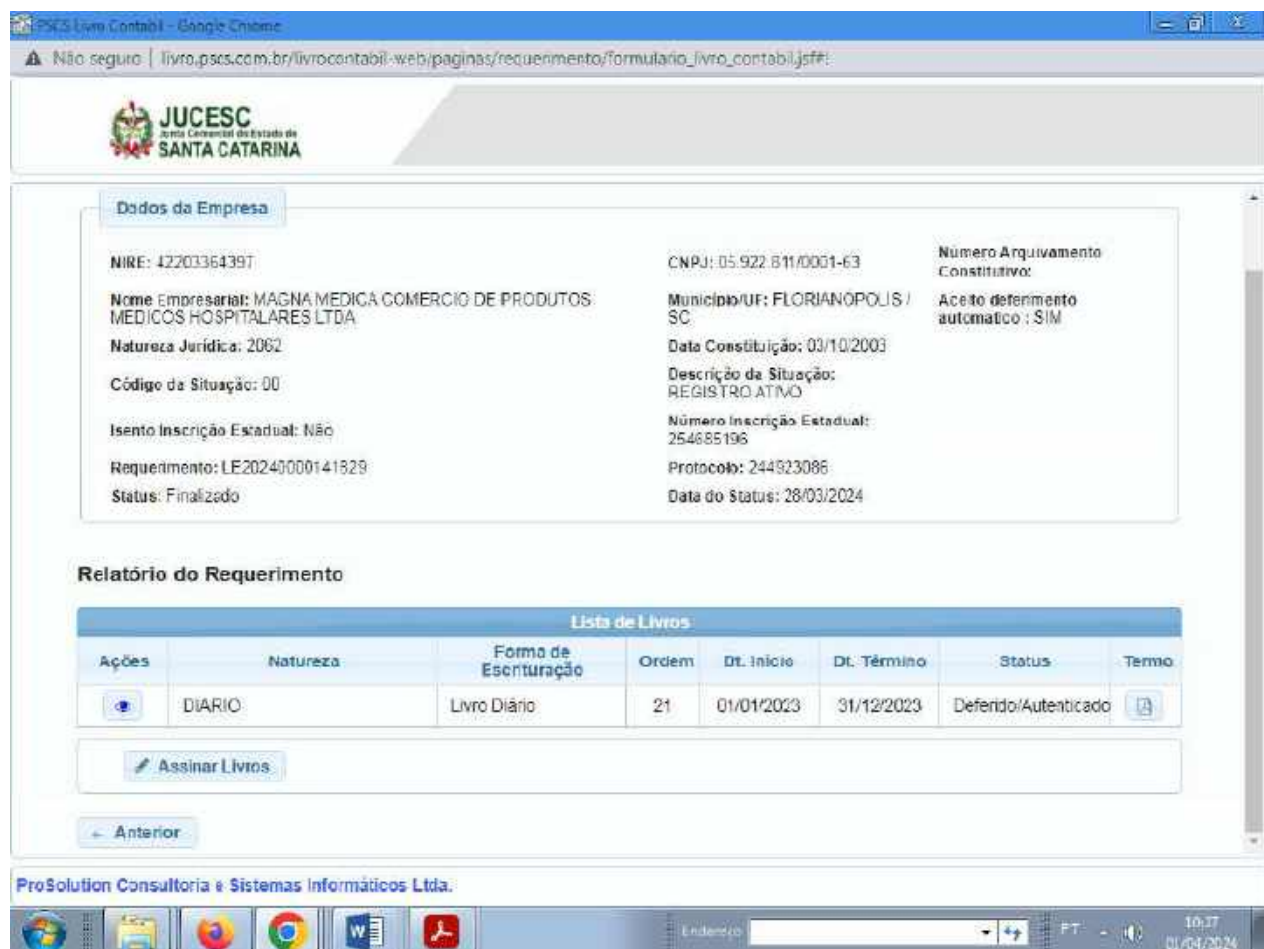 PSCS Livro Contabil - Google Chrome
Não seguro | livro.pscs.com.br/livrocontabil-web/paginas/requerimento/formulario_livro_contabil.jsf#!
JUCESC
Junta Comercial do Estado de
SANTA CATARINA
Dados da Empresa
NIRE: 42203364397
CNPJ: 05.922.811/0001-63
Número Arquivamento
Constitutivo:
Nome Empresarial: MAGNA MEDICA COMERCIO DE PRODUTOS
MEDICOS HOSPITALARES LTDA
Município/UF: FLORIANOPOLIS /
SC
Aceito deferimento
automatico : SIM
Natureza Jurídica: 2062
Data Constituição: 03/10/2003
Código da Situação: 00
Descrição da Situação:
REGISTRO ATIVO
Isento Inscrição Estadual: Não
Número Inscrição Estadual:
254685196
Requerimento: LE20240000141829
Protocolo: 244923086
Status: Finalizado
Data do Status: 28/03/2024
Relatório do Requerimento
Lista de Livros
Ações Natureza Forma de Escrituração Ordem Dt. Início Dt. Término Status Termo
DIARIO Livro Diário 21 01/01/2023 31/12/2023 Deferido/Autenticado
Assinar Livros
← Anterior
ProSolution Consultoria e Sistemas Informáticos Ltda.
Endereço
PT
10:37
01/04/2024